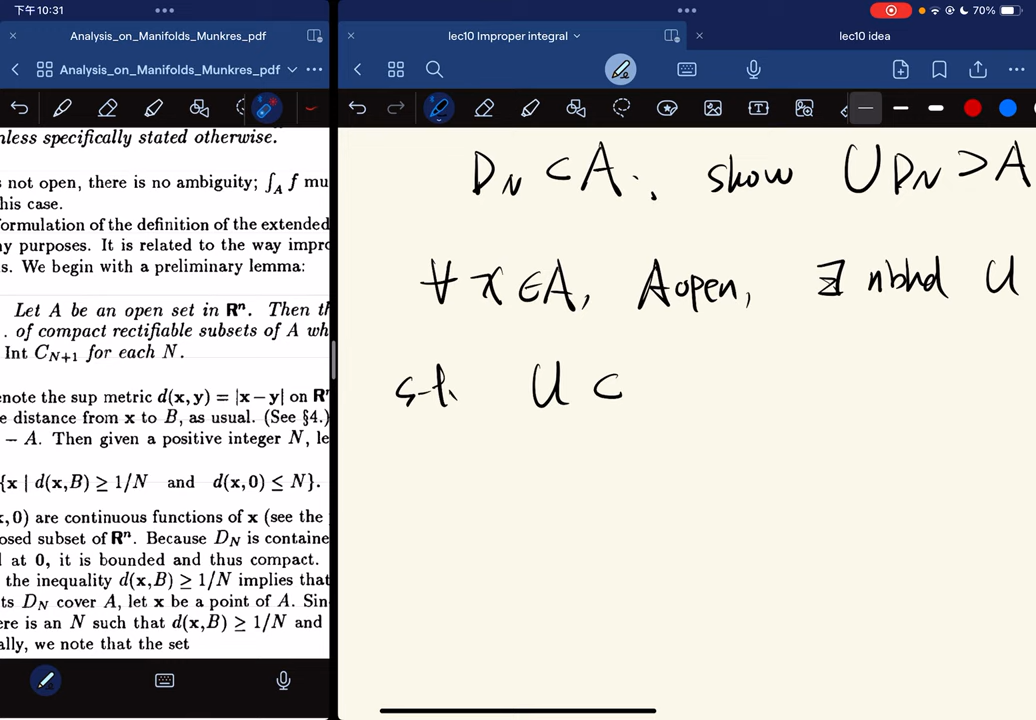 下午10:31
70%
Analysis_on_Manifolds_Munkres_pdf
lec10 Improper integral
lec10 idea
Analysis_on_Manifolds_Munkres_pdf
nless specifically stated otherwise.
s not open, there is no ambiguity; ∫_A f mu
his case.
ormulation of the definition of the extended
ny purposes. It is related to the way impro
s. We begin with a preliminary lemma:
Let A be an open set in Rⁿ. Then th
. of compact rectifiable subsets of A wh
Int C_{N+1} for each N.
enote the sup metric d(x,y) = |x−y| on Rⁿ
e distance from x to B, as usual. (See §4.)
− A. Then given a positive integer N, le
{x | d(x,B) ≥ 1/N and d(x,0) ≤ N}.
x,0) are continuous functions of x (see the
osed subset of Rⁿ. Because D_N is containe
d at 0, it is bounded and thus compact.
the inequality d(x,B) ≥ 1/N implies that
ts D_N cover A, let x be a point of A. Sin
ere is an N such that d(x,B) ≥ 1/N and
ally, we note that the set
D_N ⊂ A., show ∪ D_N ⊃ A
∀ x ∈ A, A open, ∃ nbhd U
s.t. U ⊂